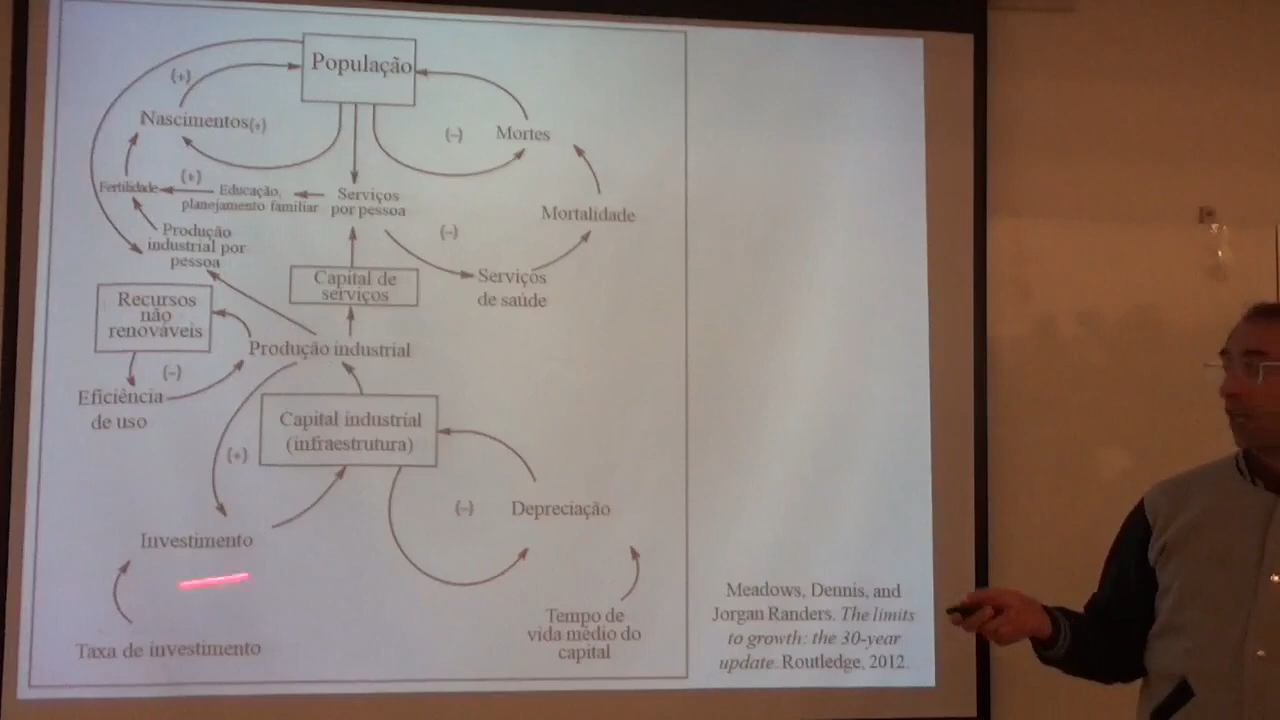 População
(+)
Nascimentos(+)
(–)
Mortes
Fertilidade
(+)
Educação,
planejamento familiar
Serviços
por pessoa
Mortalidade
Produção
industrial por
pessoa
(–)
Serviços
de saúde
Capital de
serviços
Recursos
não
renováveis
Produção industrial
(–)
Eficiência
de uso
Capital industrial
(infraestrutura)
(+)
(–)
Depreciação
Investimento
Taxa de investimento
Tempo de
vida médio do
capital
Meadows, Dennis, and
Jorgan Randers. The limits
to growth: the 30-year
update. Routledge, 2012.